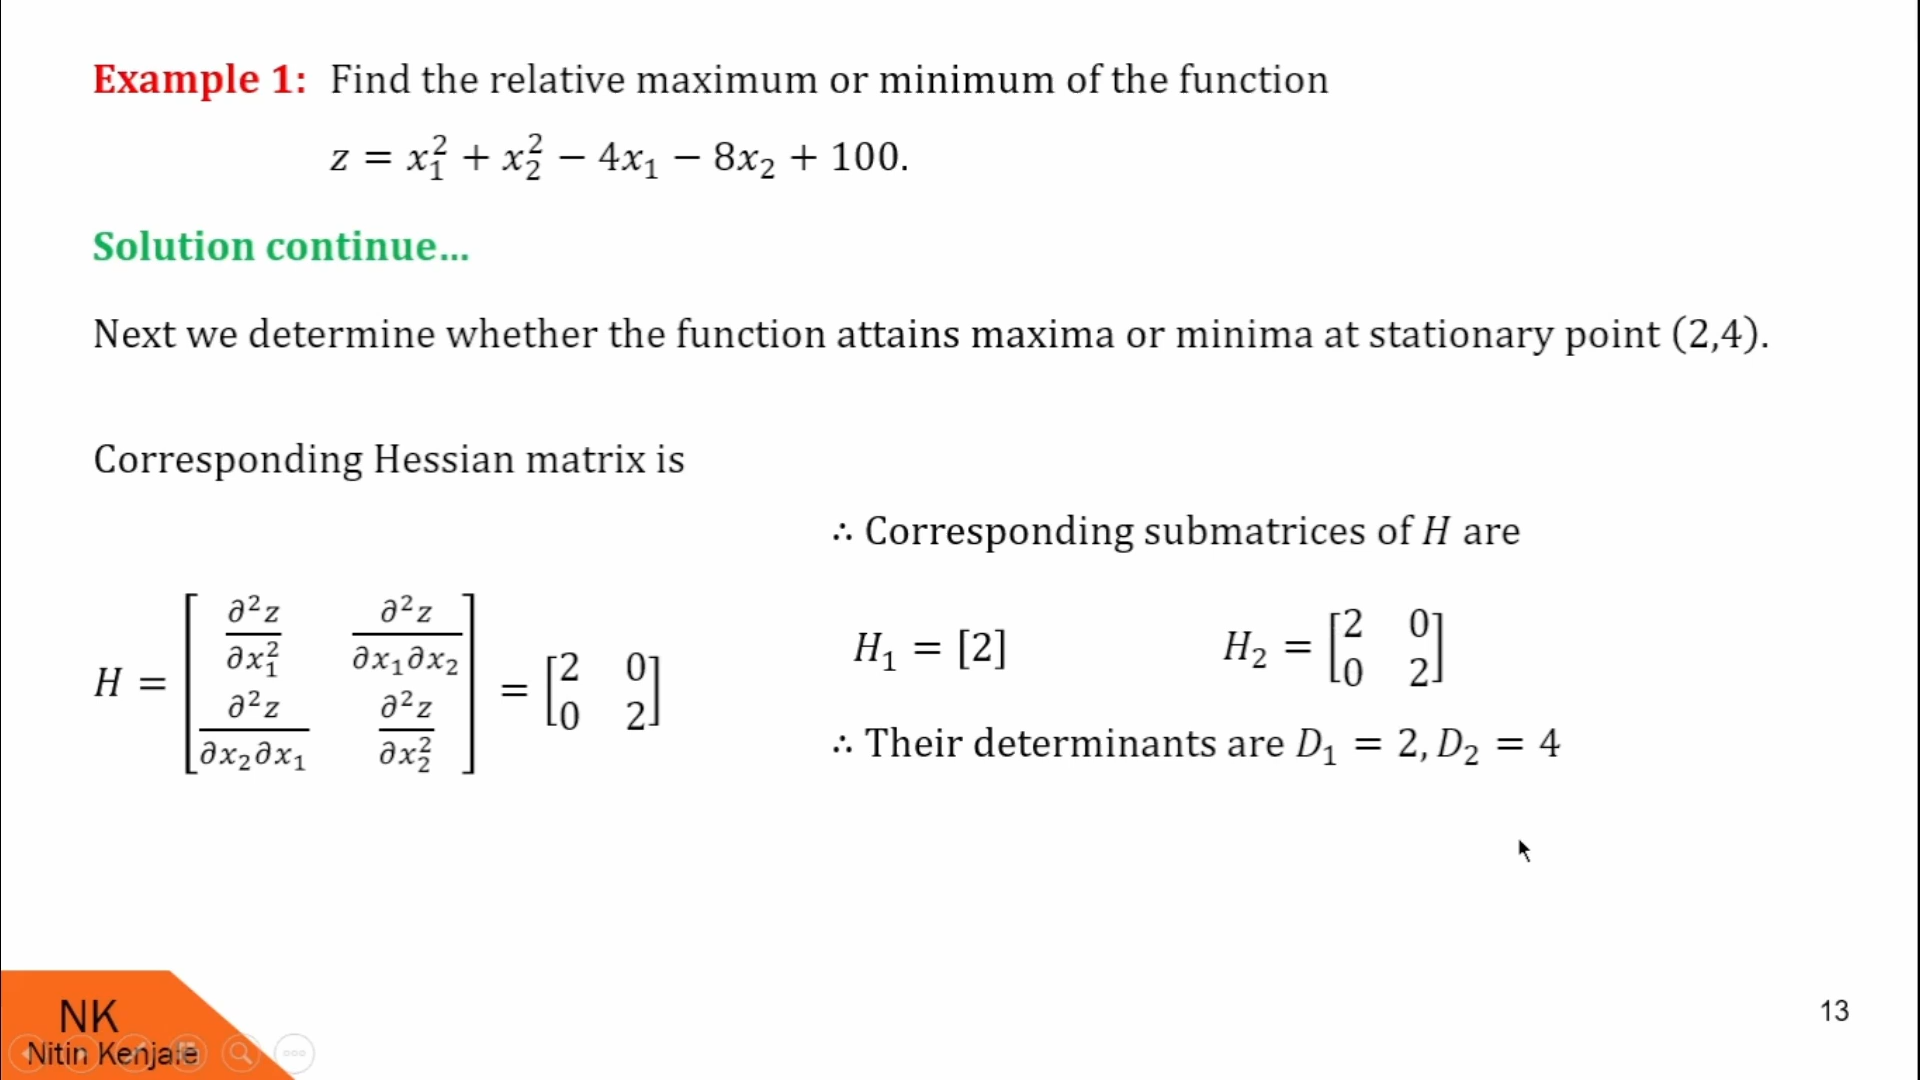 Example 1: Find the relative maximum or minimum of the function
z = x₁² + x₂² − 4x₁ − 8x₂ + 100.
Solution continue...
Next we determine whether the function attains maxima or minima at stationary point (2,4).
Corresponding Hessian matrix is
∴ Corresponding submatrices of H are
H = [∂²z/∂x₁² ∂²z/∂x₁∂x₂; ∂²z/∂x₂∂x₁ ∂²z/∂x₂²] = [2 0; 0 2]
H₁ = [2] H₂ = [2 0; 0 2]
∴ Their determinants are D₁ = 2, D₂ = 4
NK
Nitin Kenjale
13